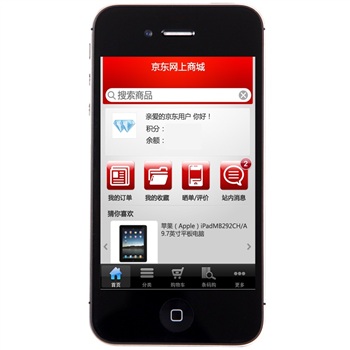 京东网上商城
搜索商品
亲爱的京东用户 你好！
积分：
余额：
2
我的订单 我的收藏 晒单/评价 站内消息
猜你喜欢
苹果（Apple）iPadMB292CH/A
9.7英寸平板电脑
首页 分类 购物车 条码购 更多